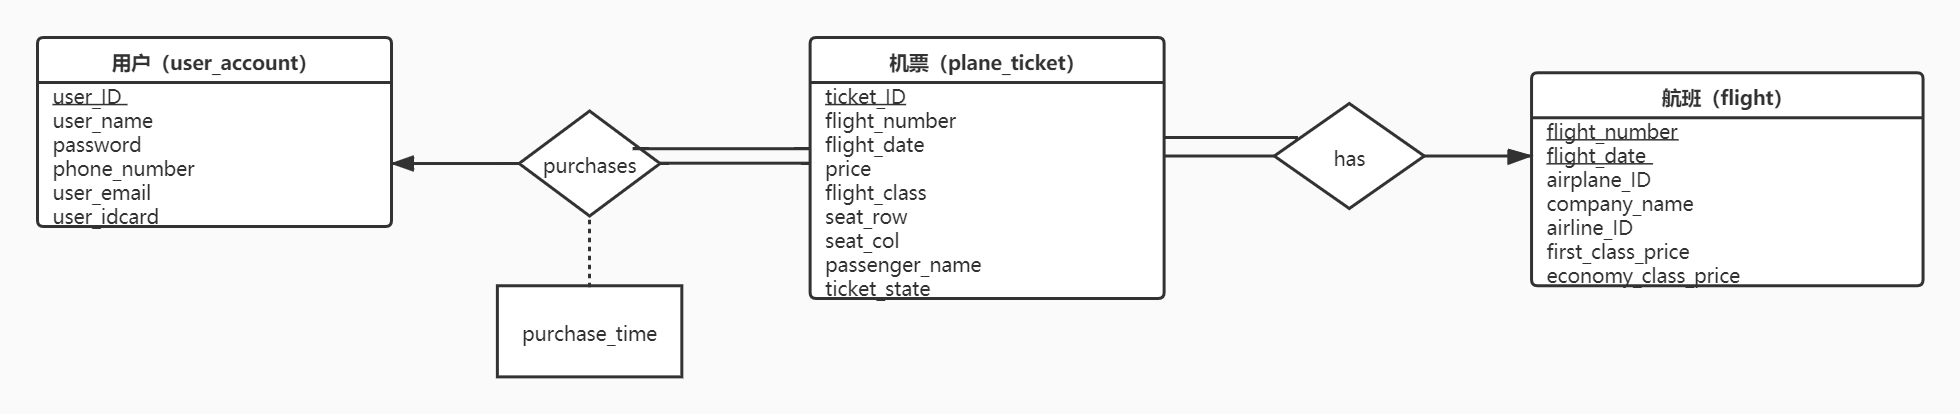 用户（user_account）
user_ID
user_name
password
phone_number
user_email
user_idcard
purchases
purchase_time
机票（plane_ticket）
ticket_ID
flight_number
flight_date
price
flight_class
seat_row
seat_col
passenger_name
ticket_state
has
航班（flight）
flight_number
flight_date
airplane_ID
company_name
airline_ID
first_class_price
economy_class_price